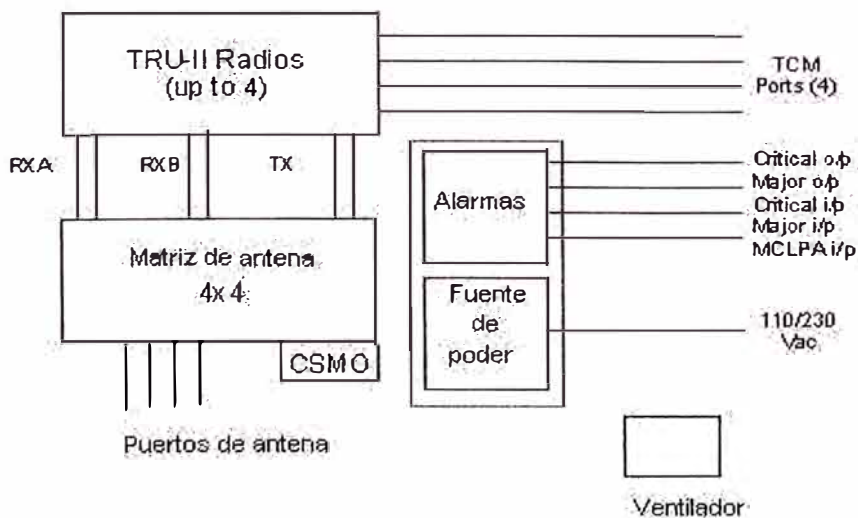 TRU-II Radios
(up to 4)
TCM
Ports (4)
RXA
RXB
TX
Matriz de antena
4x4
CSMO
Puertos de antena
Alarmas
Fuente
de
poder
Critical o/p
Major o/p
Critical i/p
Major i/p
MCLPA i/p
110/230
Vac
Ventilador